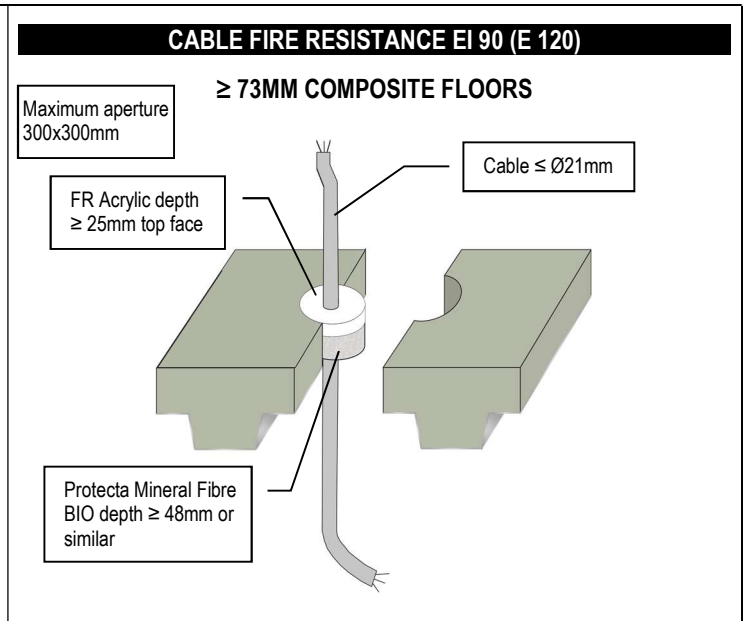 CABLE FIRE RESISTANCE EI 90 (E 120)
≥ 73MM COMPOSITE FLOORS
Maximum aperture
300x300mm
Cable ≤ Ø21mm
FR Acrylic depth
≥ 25mm top face
Protecta Mineral Fibre
BIO depth ≥ 48mm or
similar